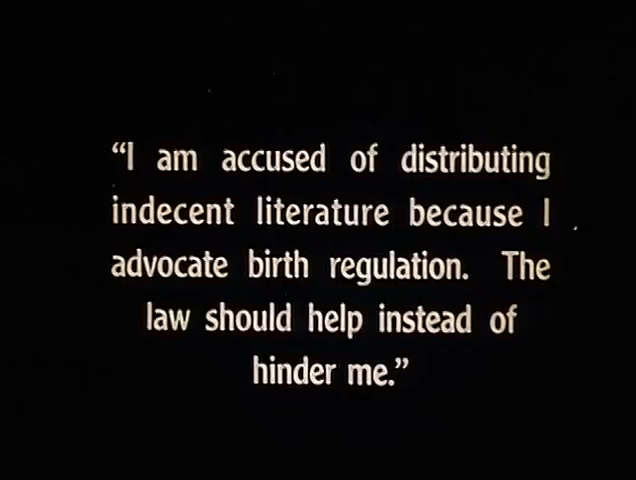 “I am accused of distributing
indecent literature because I
advocate birth regulation. The
law should help instead of
hinder me.”